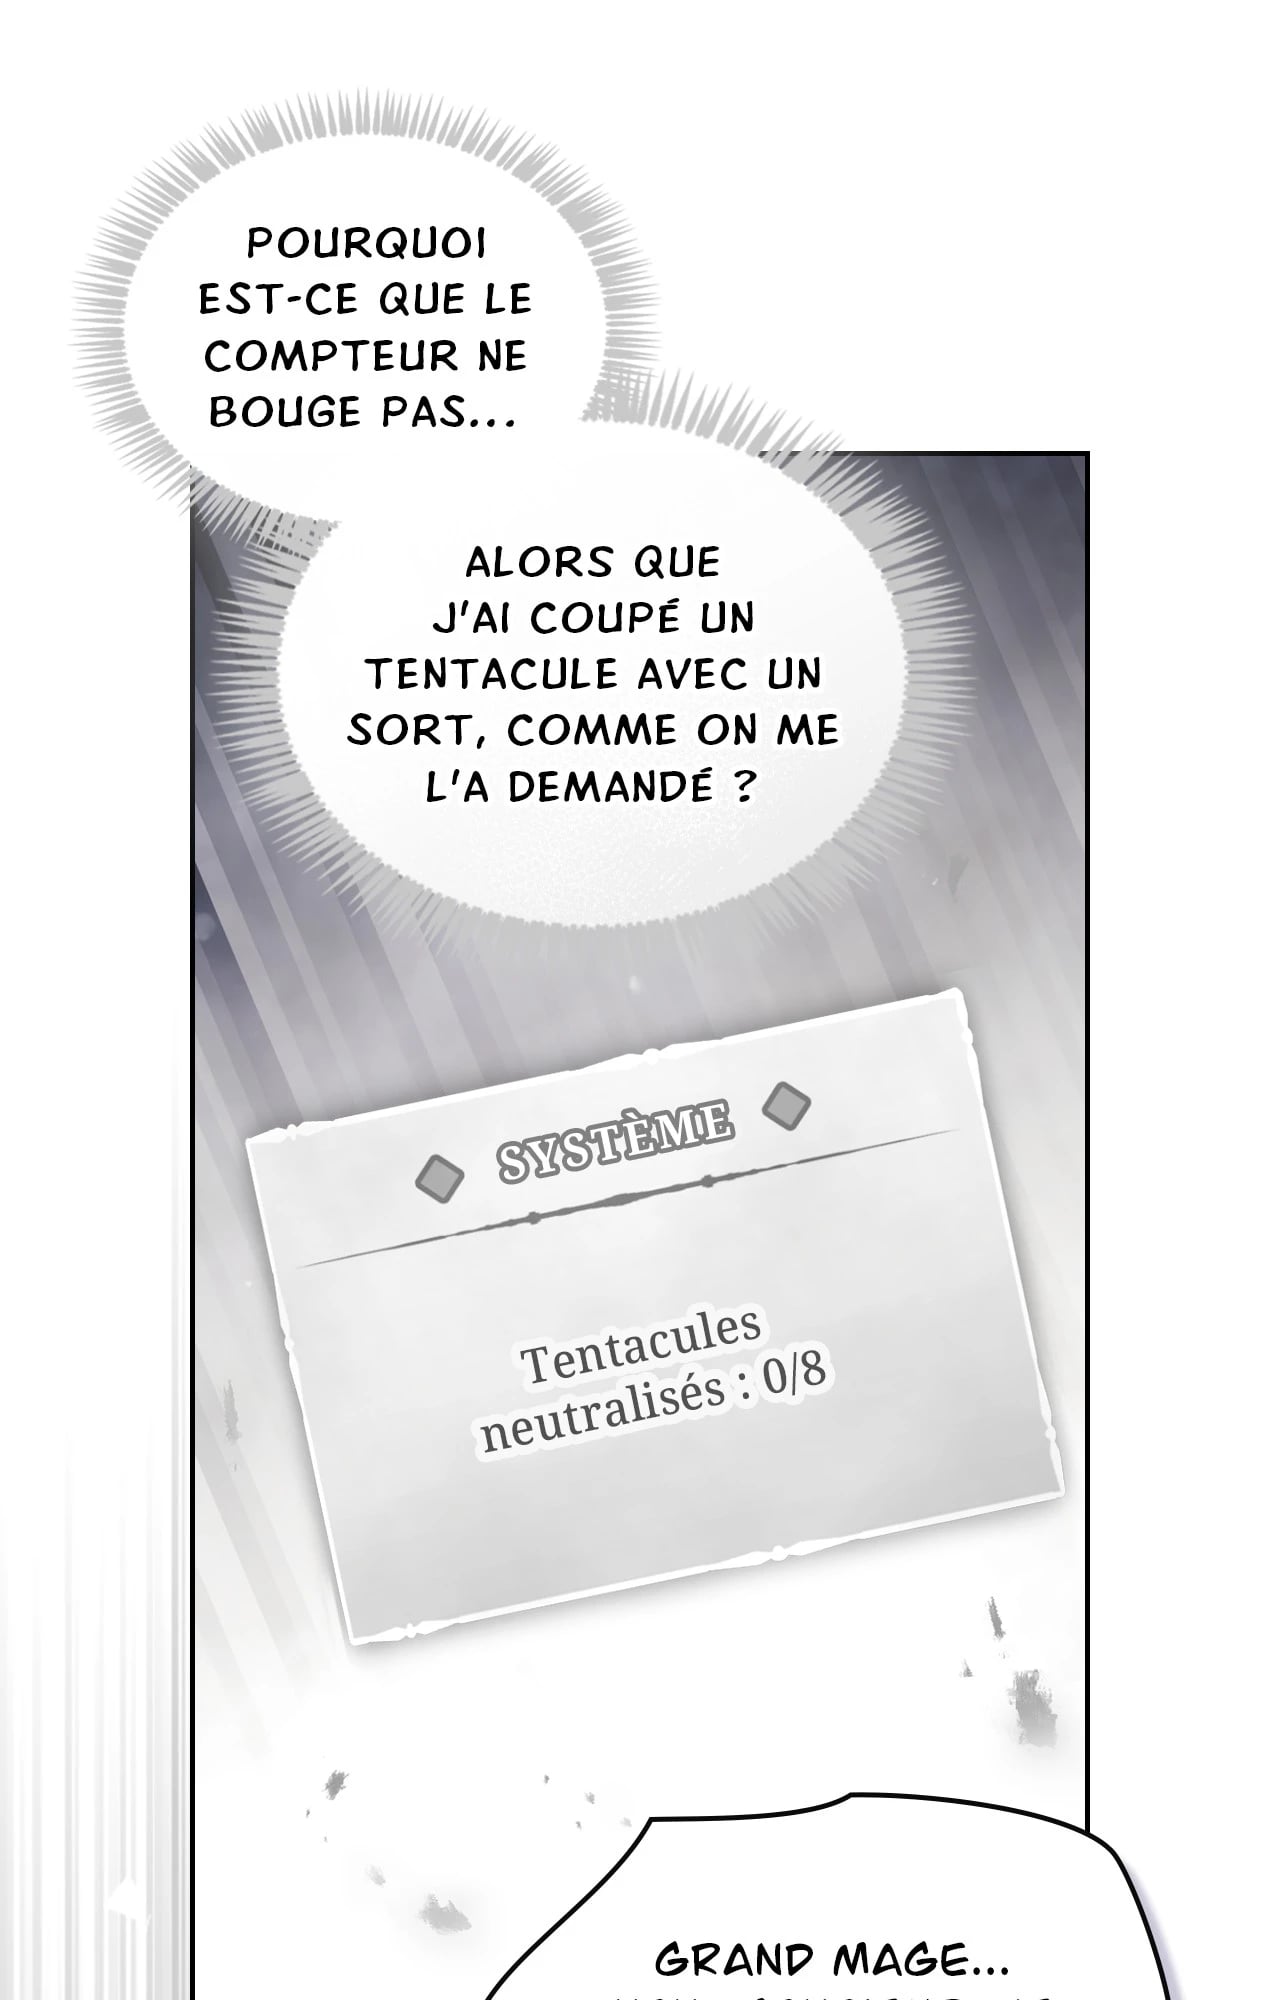 POURQUOI
EST-CE QUE LE
COMPTEUR NE
BOUGE PAS...
ALORS QUE
J'AI COUPÉ UN
TENTACULE AVEC UN
SORT, COMME ON ME
L'A DEMANDÉ ?
SYSTÈME
Tentacules
neutralisés : 0/8
GRAND MAGE...